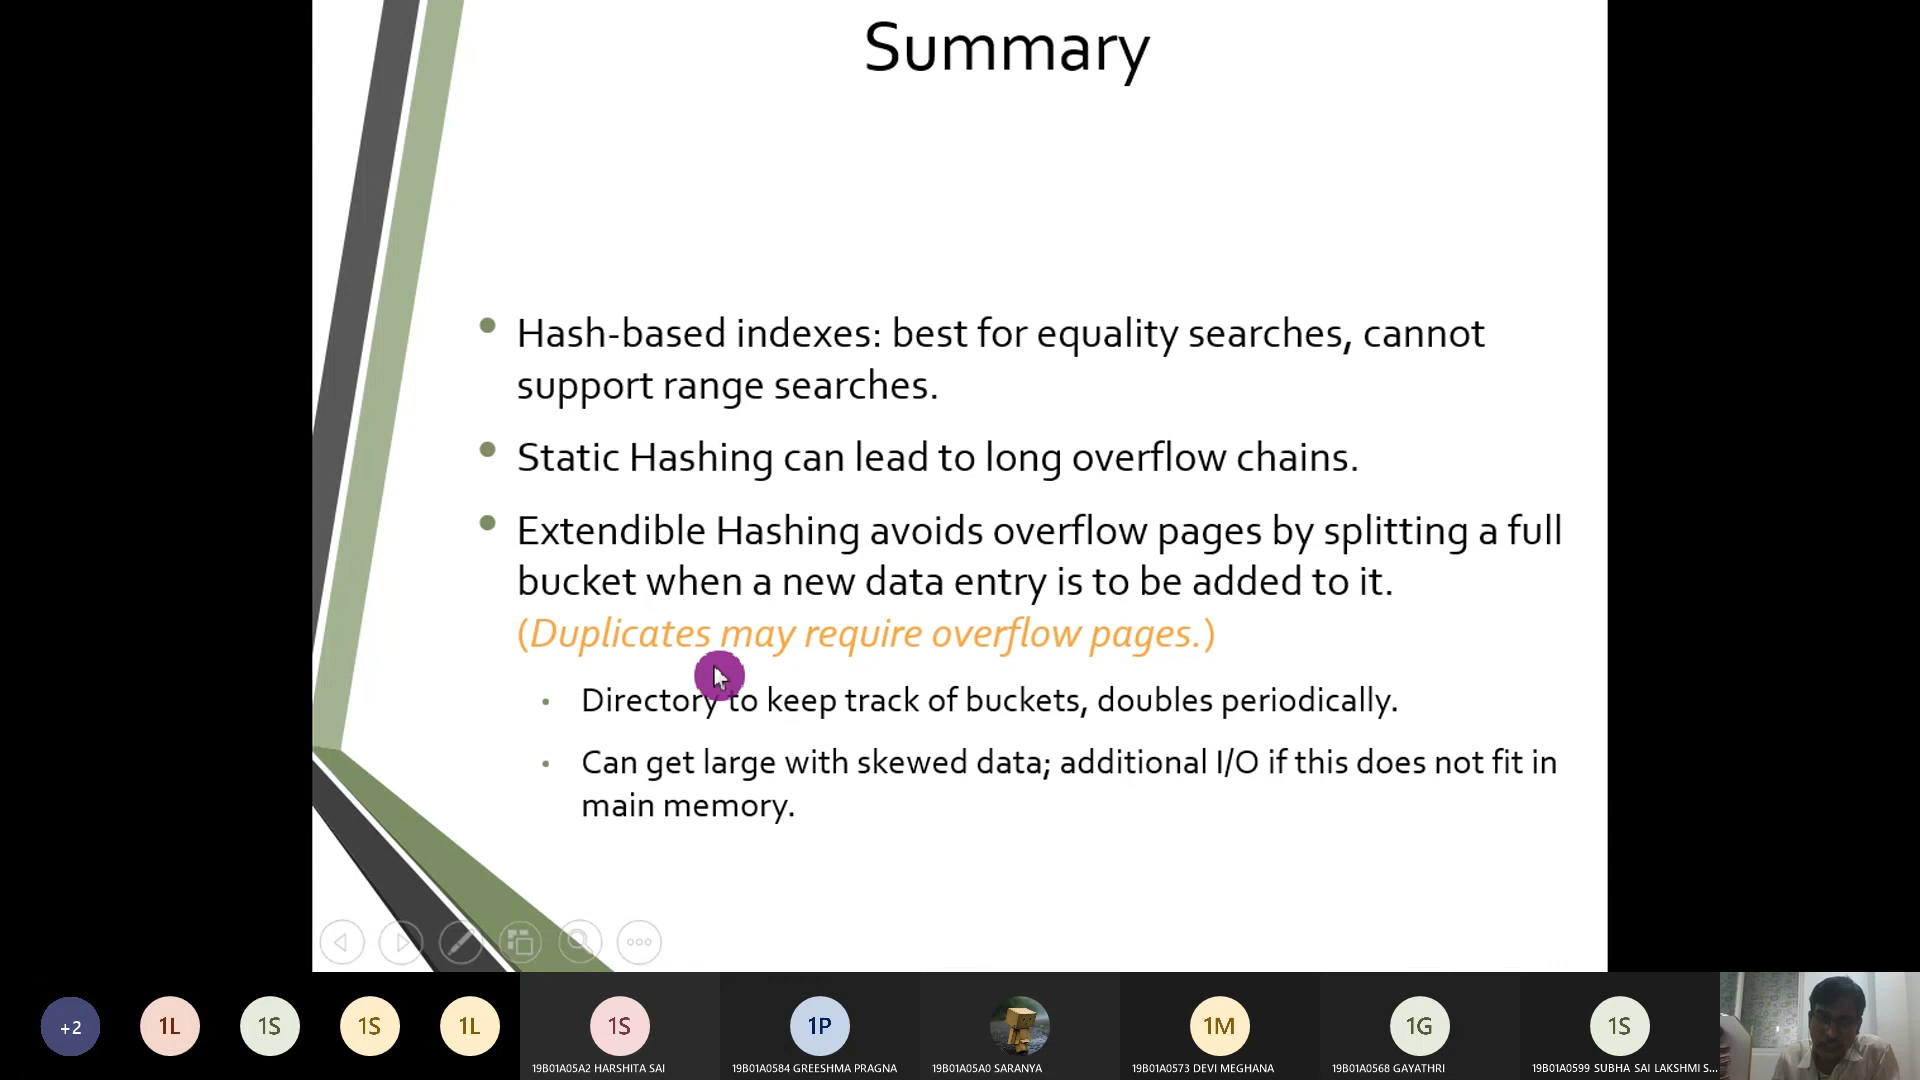 Summary
Hash-based indexes: best for equality searches, cannot
support range searches.
Static Hashing can lead to long overflow chains.
Extendible Hashing avoids overflow pages by splitting a full
bucket when a new data entry is to be added to it.
(Duplicates may require overflow pages.)
Directory to keep track of buckets, doubles periodically.
Can get large with skewed data; additional I/O if this does not fit in
main memory.
+2
1L
1S
1S
1L
1S
1P
1M
1G
1S
19B01A05A2 HARSHITA SAI
19B01A0584 GREESHMA PRAGNA
19B01A05A0 SARANYA
19B01A0573 DEVI MEGHANA
19B01A0568 GAYATHRI
19B01A0599 SUBHA SAI LAKSHMI S...